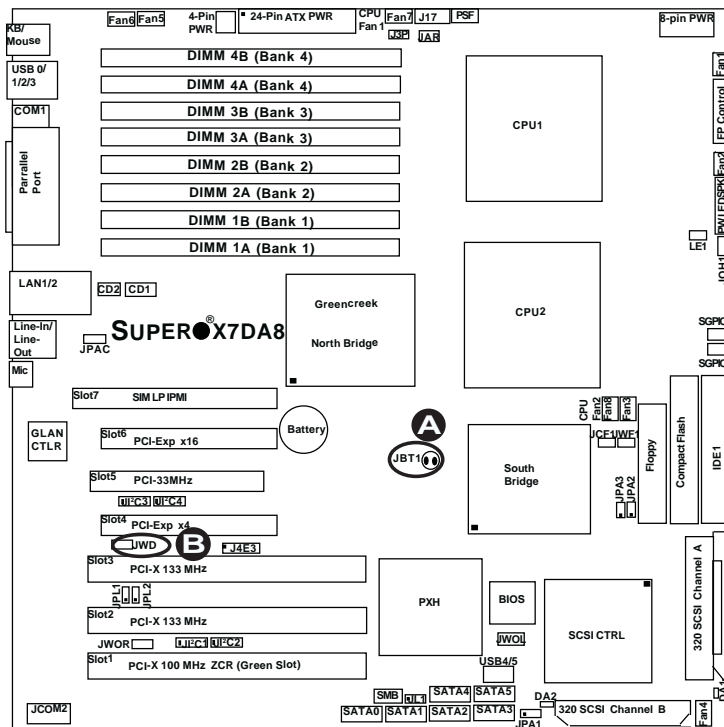 KB/
Mouse
Fan6 Fan5
4-Pin
PWR
24-Pin ATX PWR
CPU
Fan 1
Fan7
J17
PSF
J3P
JAR
8-pin PWR
USB 0/
1/2/3
COM1
Parrallel
Port
DIMM 4B (Bank 4)
DIMM 4A (Bank 4)
DIMM 3B (Bank 3)
DIMM 3A (Bank 3)
DIMM 2B (Bank 2)
DIMM 2A (Bank 2)
DIMM 1B (Bank 1)
DIMM 1A (Bank 1)
CPU1
Fan1
FP Control
Fan2
PWLEDSPK
LE1
JOH1
LAN1/2
CD2
CD1
Greencreek
North Bridge
CPU2
Line-In/
Line-
Out
JPAC
SUPER®X7DA8
Mic
SGPIO
SGPIO
Slot7
SIM LP IPMI
Slot6
PCI-Exp x16
Battery
GLAN
CTLR
A
JBT1
South
Bridge
CPU
Fan2
Fan8
Fan3
JCF1
JWF1
Floppy
Compact Flash
IDE1
JPA3
JPA2
Slot5
PCI-33MHz
JI²C3
JI²C4
Slot4
PCI-Exp x4
JWD
B
J4E3
Slot3
PCI-X 133 MHz
JPL1
JPL2
Slot2
PCI-X 133 MHz
JWOR
JI²C1
JI²C2
Slot1
PCI-X 100 MHz ZCR (Green Slot)
PXH
BIOS
JWOL
USB4/5
SCSI CTRL
320 SCSI Channel A
JCOM2
SMB
JL1
SATA4
SATA5
SATA0
SATA1
SATA2
SATA3
DA2
JPA1
320 SCSI Channel B
Fan4